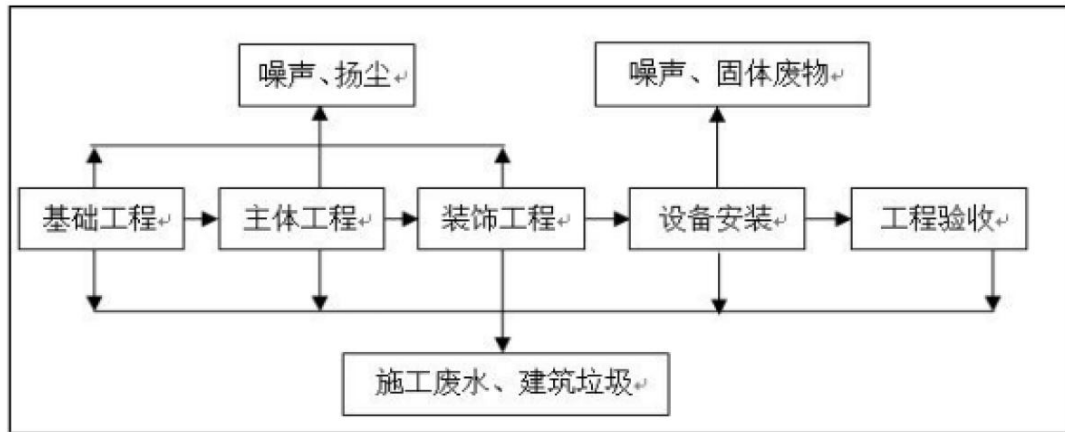 噪声、扬尘↵
噪声、固体废物↵
基础工程↵
主体工程↵
装饰工程↵
设备安装↵
工程验收↵
施工废水、建筑垃圾↵